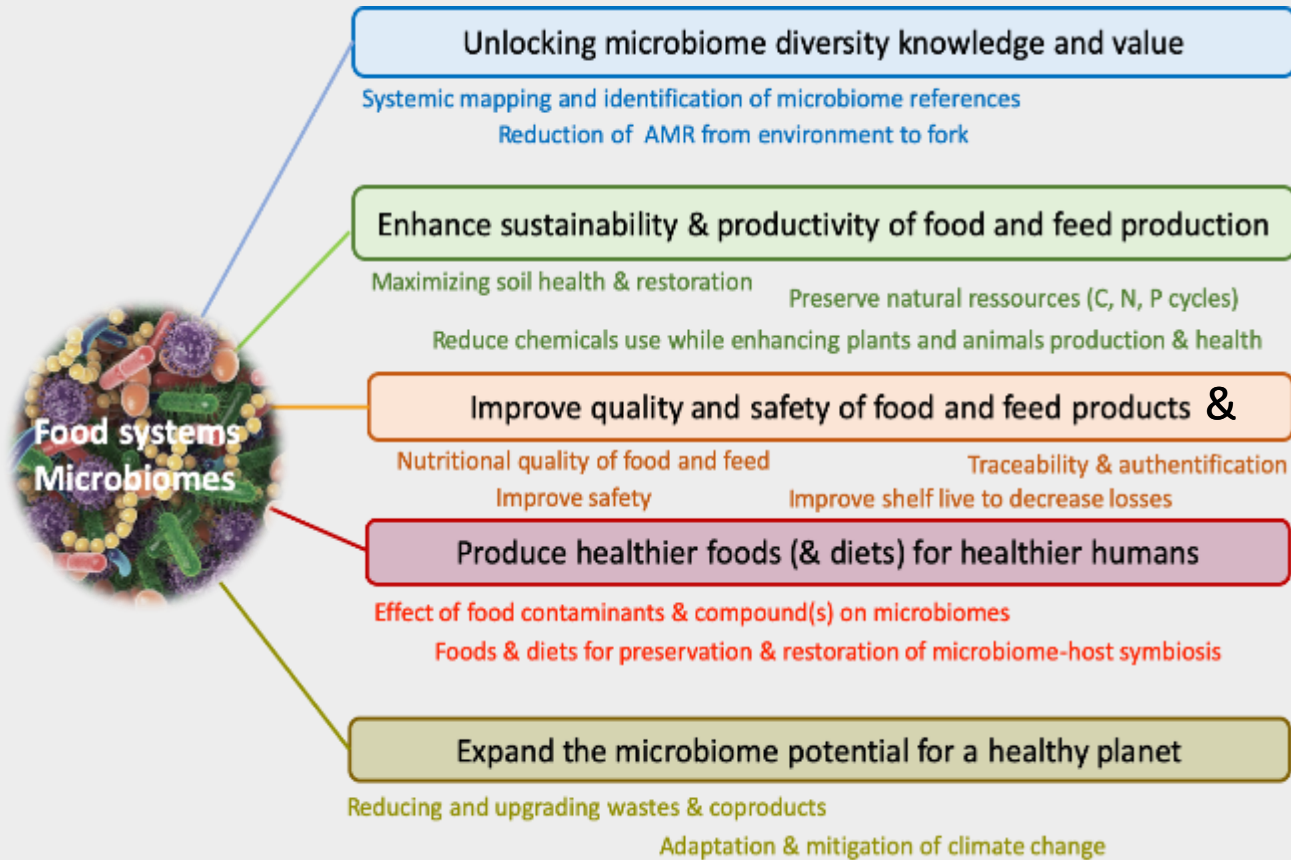 Unlocking microbiome diversity knowledge and value
Systemic mapping and identification of microbiome references
Reduction of AMR from environment to fork
Enhance sustainability & productivity of food and feed production
Maximizing soil health & restoration
Preserve natural ressources (C, N, P cycles)
Reduce chemicals use while enhancing plants and animals production & health
Food systems
Microbiomes
Improve quality and safety of food and feed products &
Nutritional quality of food and feed
Traceability & authentification
Improve safety
Improve shelf live to decrease losses
Produce healthier foods (& diets) for healthier humans
Effect of food contaminants & compound(s) on microbiomes
Foods & diets for preservation & restoration of microbiome-host symbiosis
Expand the microbiome potential for a healthy planet
Reducing and upgrading wastes & coproducts
Adaptation & mitigation of climate change